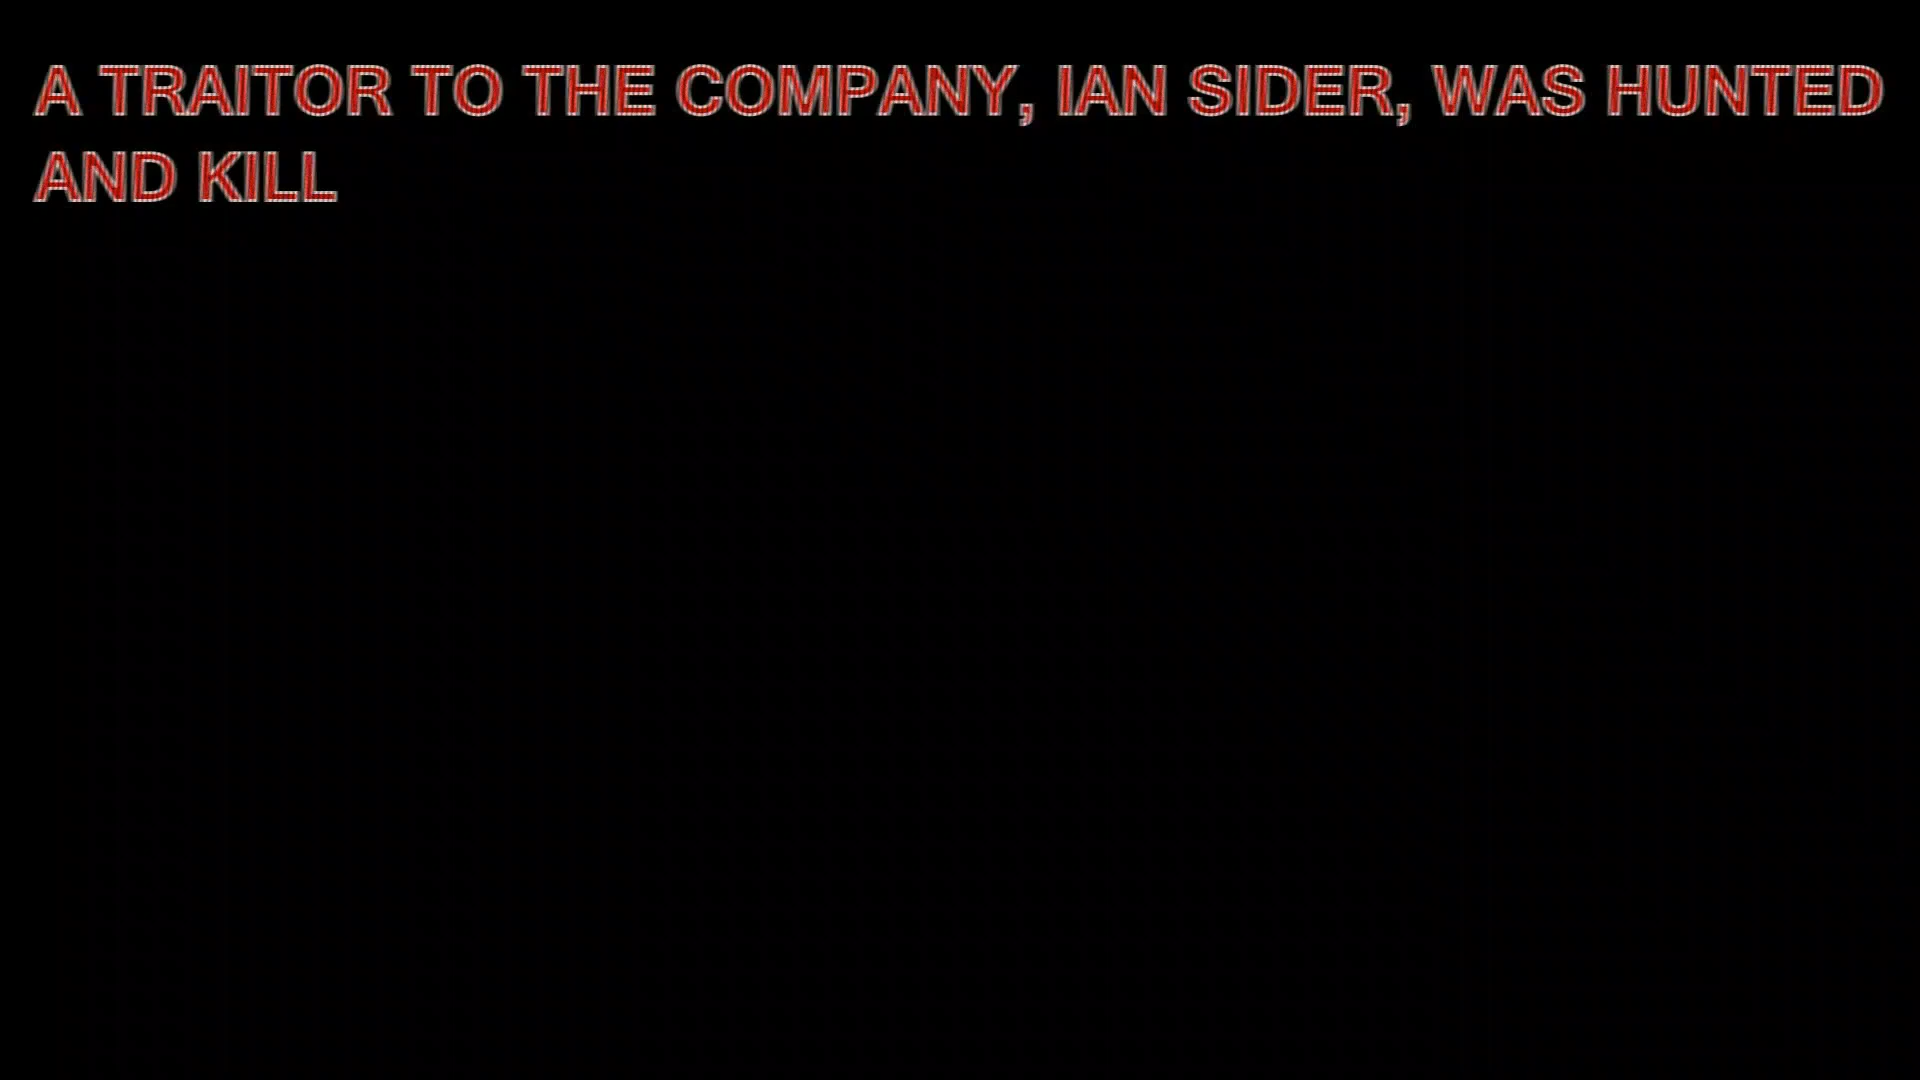 A TRAITOR TO THE COMPANY, IAN SIDER, WAS HUNTED
AND KILL